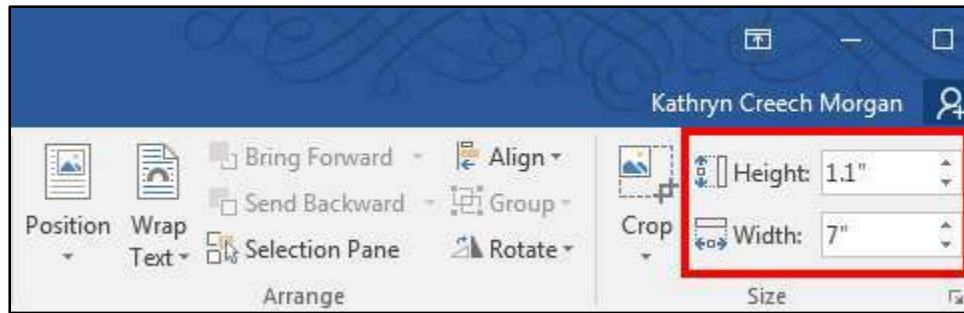 Kathryn Creech Morgan
Bring Forward
Align
Height: 1.1"
Send Backward
Group
Position
Wrap Text
Selection Pane
Rotate
Crop
Width: 7"
Arrange
Size